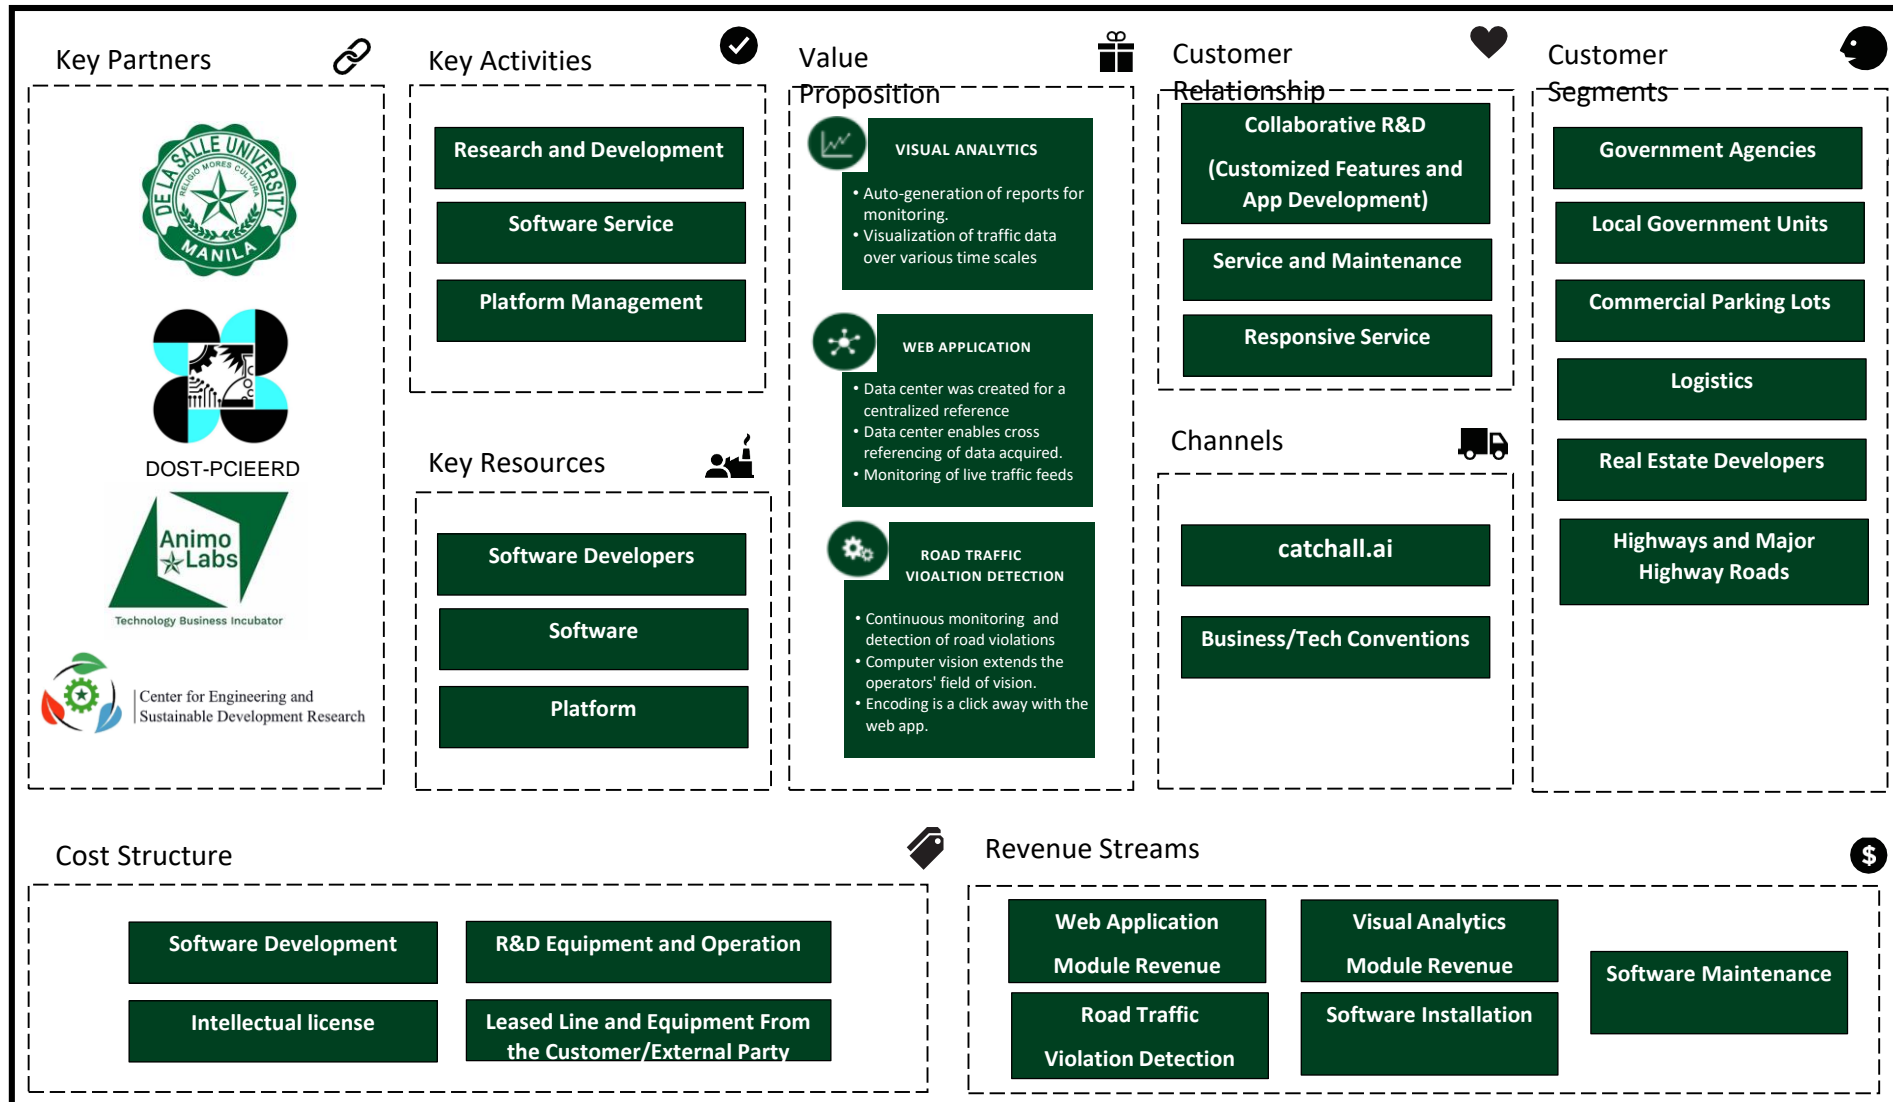 Key Partners
DE LA SALLE UNIVERSITY
RELIGIO MORES CULTURA
MANILA
DOST-PCIEERD
Animo
Labs
Technology Business Incubator
Center for Engineering and
Sustainable Development Research
Key Activities
Research and Development
Software Service
Platform Management
Key Resources
Software Developers
Software
Platform
Value
Proposition
VISUAL ANALYTICS
• Auto-generation of reports for
monitoring.
• Visualization of traffic data
over various time scales
WEB APPLICATION
• Data center was created for a
centralized reference
• Data center enables cross
referencing of data acquired.
• Monitoring of live traffic feeds
ROAD TRAFFIC
VIOALTION DETECTION
• Continuous monitoring and
detection of road violations
• Computer vision extends the
operators' field of vision.
• Encoding is a click away with the
web app.
Customer
Relationship
Collaborative R&D
(Customized Features and
App Development)
Service and Maintenance
Responsive Service
Channels
catchall.ai
Business/Tech Conventions
Customer
Segments
Government Agencies
Local Government Units
Commercial Parking Lots
Logistics
Real Estate Developers
Highways and Major
Highway Roads
Cost Structure
Software Development
R&D Equipment and Operation
Intellectual license
Leased Line and Equipment From
the Customer/External Party
Revenue Streams
$
Web Application
Module Revenue
Visual Analytics
Module Revenue
Software Maintenance
Road Traffic
Violation Detection
Software Installation